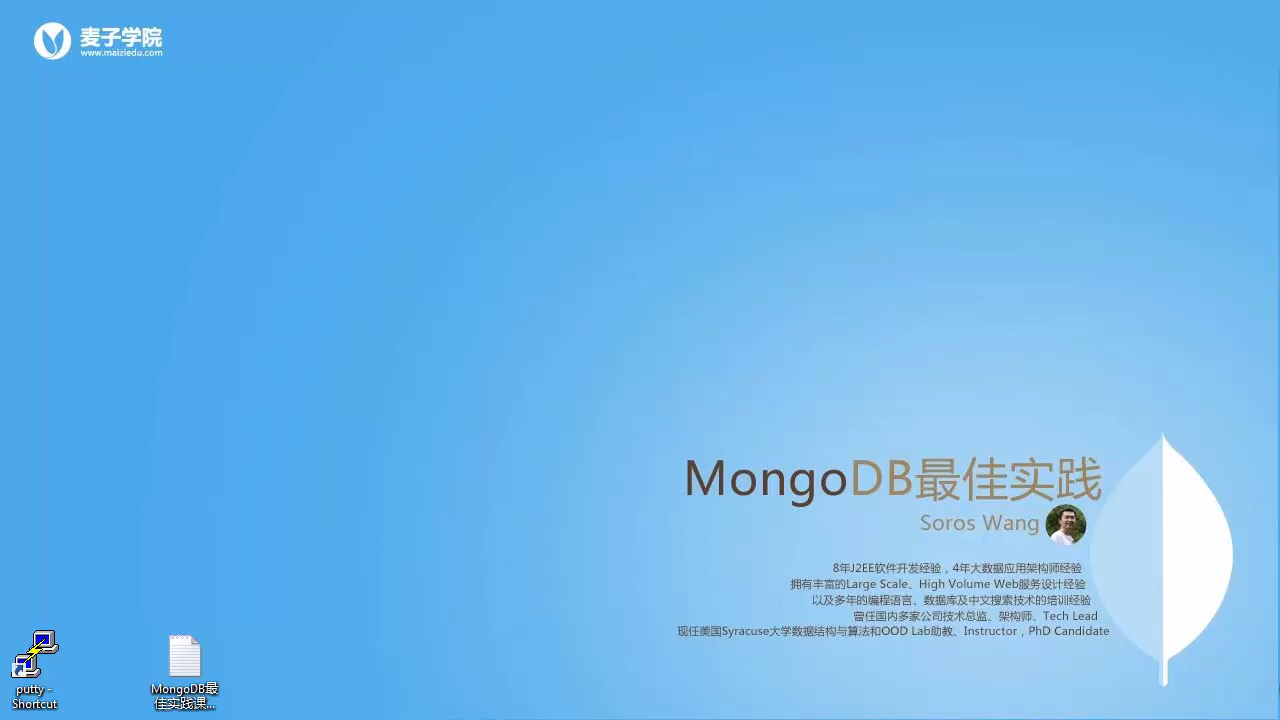 麦子学院
www.maiziedu.com
MongoDB最佳实践
Soros Wang
8年J2EE软件开发经验，4年大数据应用架构师经验
拥有丰富的Large Scale、High Volume Web服务设计经验
以及多年的编程语言、数据库及中文搜索技术的培训经验
曾任国内多家公司技术总监、架构师、Tech Lead
现任美国Syracuse大学数据结构与算法和OOD Lab助教、Instructor，PhD Candidate
putty -
Shortcut
MongoDB最
佳实践课...